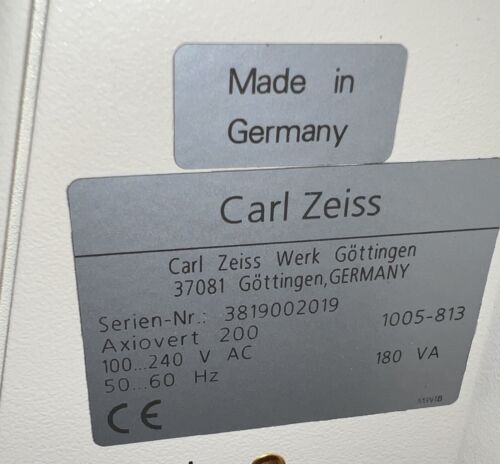 Made in
Germany
Carl Zeiss
Carl Zeiss Werk Göttingen
37081 Göttingen,GERMANY
Serien-Nr.: 3819002019
Axiovert 200 1005-813
100...240 V AC 180 VA
50...60 Hz
CE